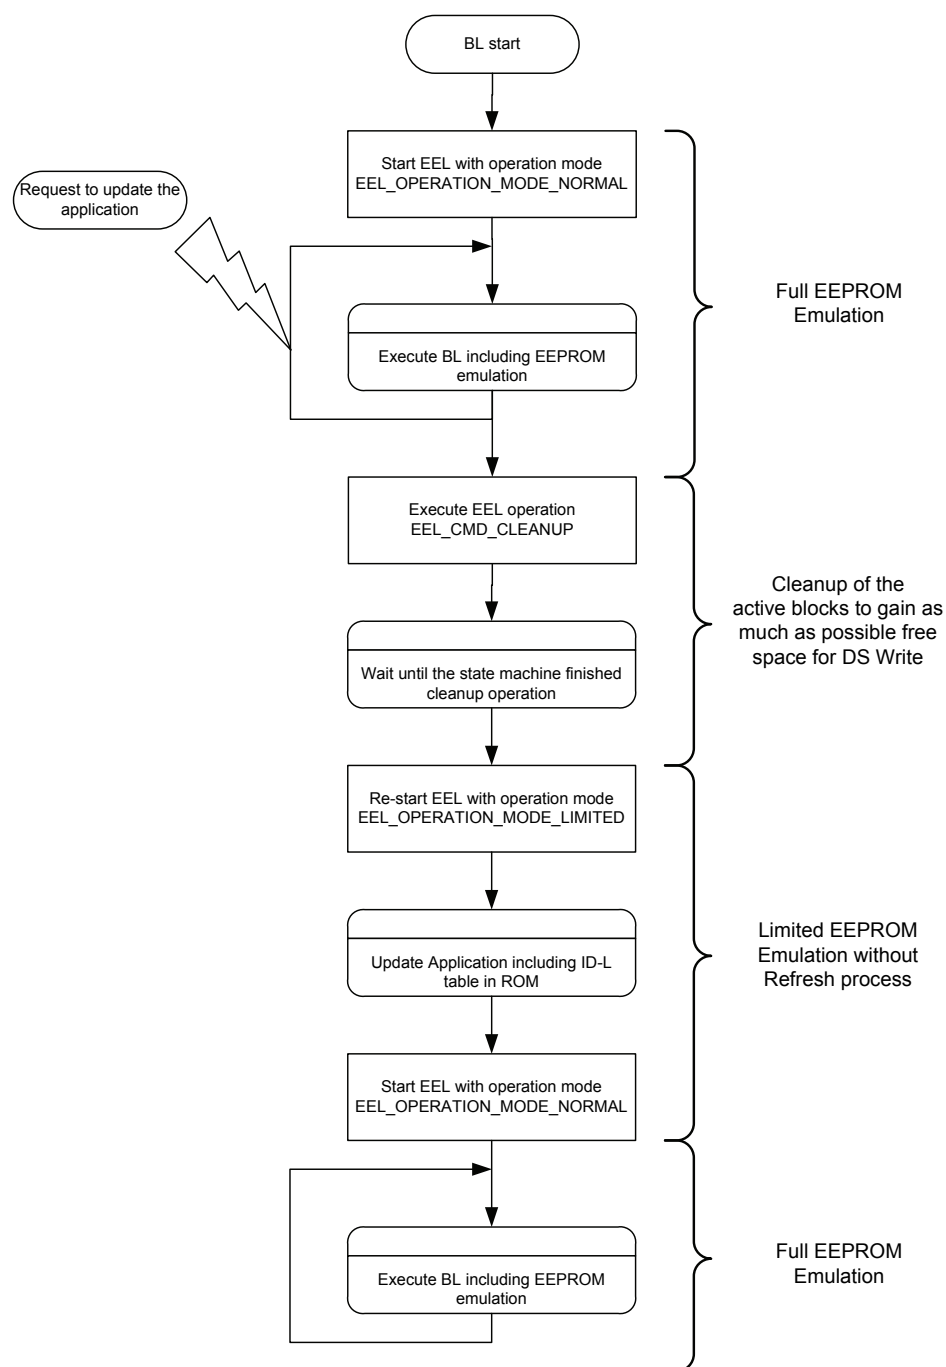 BL start
Start EEL with operation mode
EEL_OPERATION_MODE_NORMAL
Request to update the
application
Full EEPROM
Emulation
Execute BL including EEPROM
emulation
Execute EEL operation
EEL_CMD_CLEANUP
Cleanup of the
active blocks to gain as
much as possible free
space for DS Write
Wait until the state machine finished
cleanup operation
Re-start EEL with operation mode
EEL_OPERATION_MODE_LIMITED
Limited EEPROM
Emulation without
Refresh process
Update Application including ID-L
table in ROM
Start EEL with operation mode
EEL_OPERATION_MODE_NORMAL
Full EEPROM
Emulation
Execute BL including EEPROM
emulation